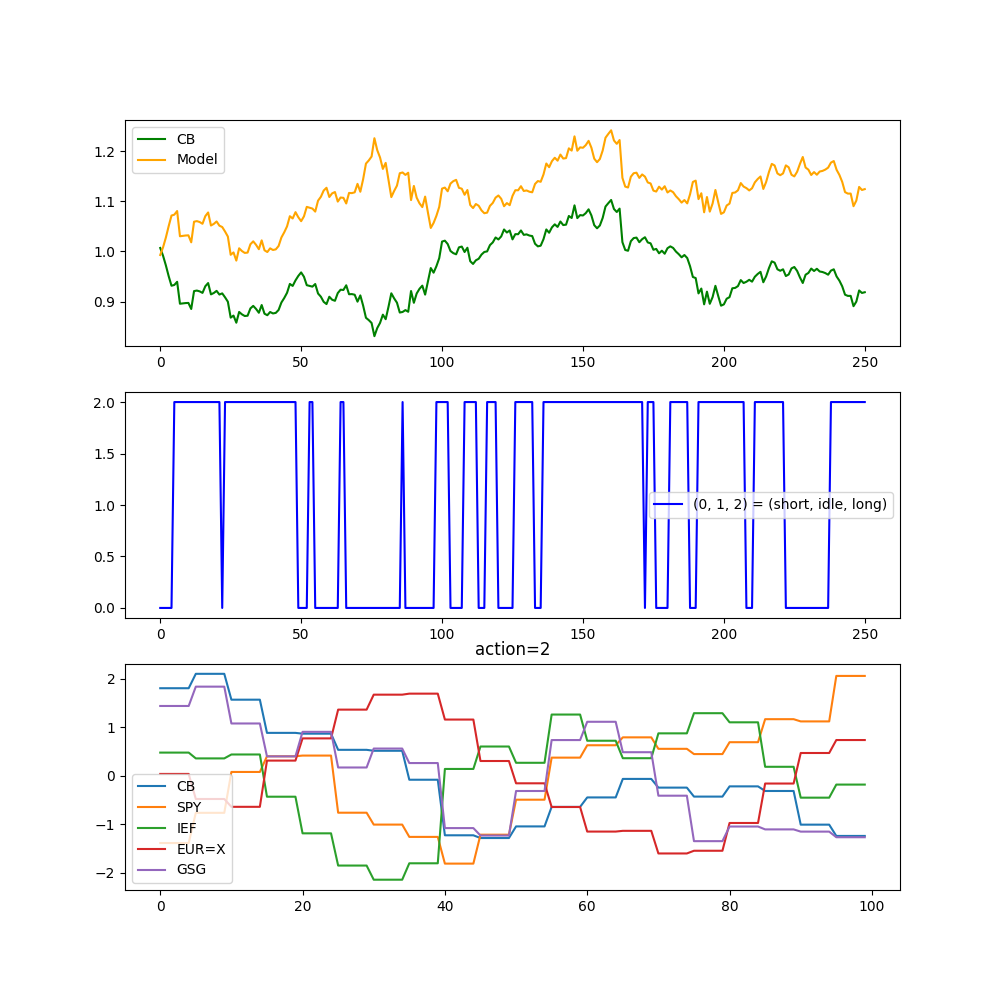 CB
Model
1.2
1.1
1.0
0.9
0 50 100 150 200 250
(0, 1, 2) = (short, idle, long)
2.0
1.5
1.0
0.5
0.0
0 50 100 150 200 250
action=2
2
1
0
−1
−2
CB
SPY
IEF
EUR=X
GSG
0 20 40 60 80 100